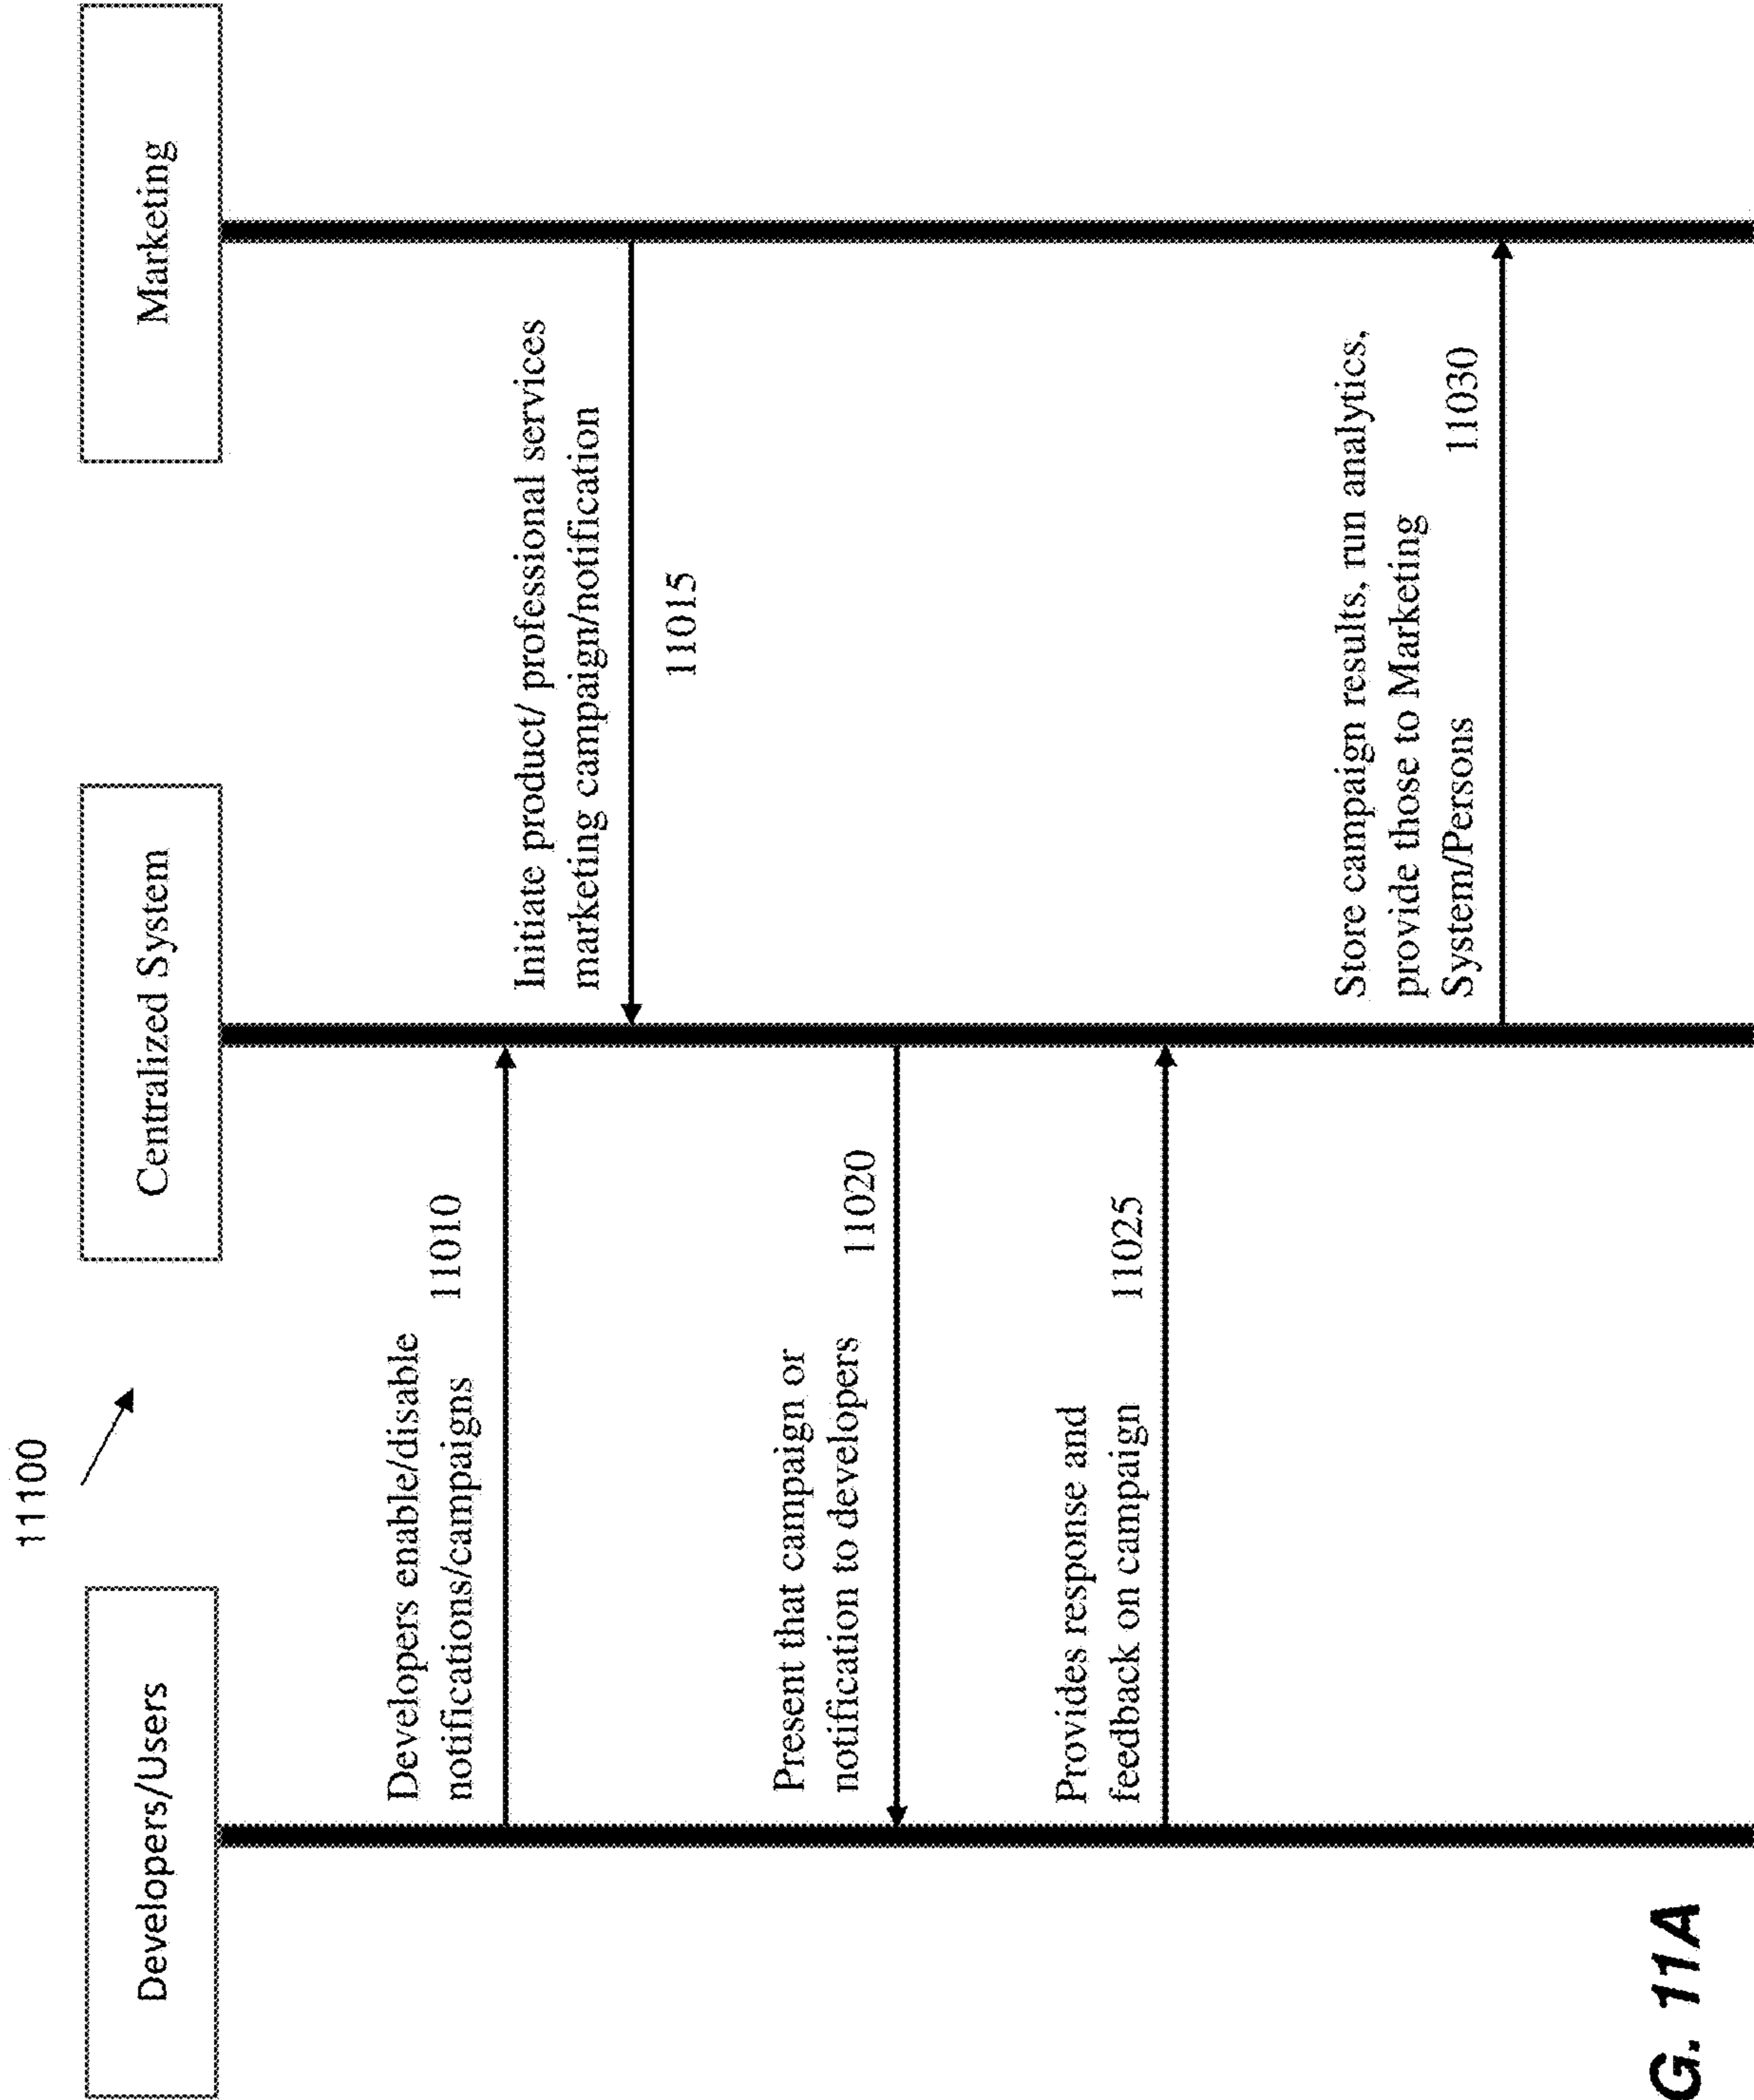 11100
Developers/Users
Centralized System
Marketing
Developers enable/disable
notifications/campaigns
11010
Initiate product/ professional services
marketing campaign/notification
11015
Present that campaign or
notification to developers
11020
Provides response and
feedback on campaign
11025
Store campaign results, run analytics,
provide those to Marketing
System/Persons
11030
G. 11A